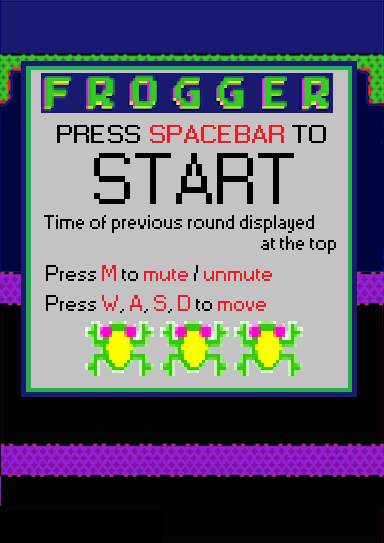 FROGGER
PRESS SPACEBAR TO
START
Time of previous round displayed
at the top
Press M to mute / unmute
Press W, A, S, D to move